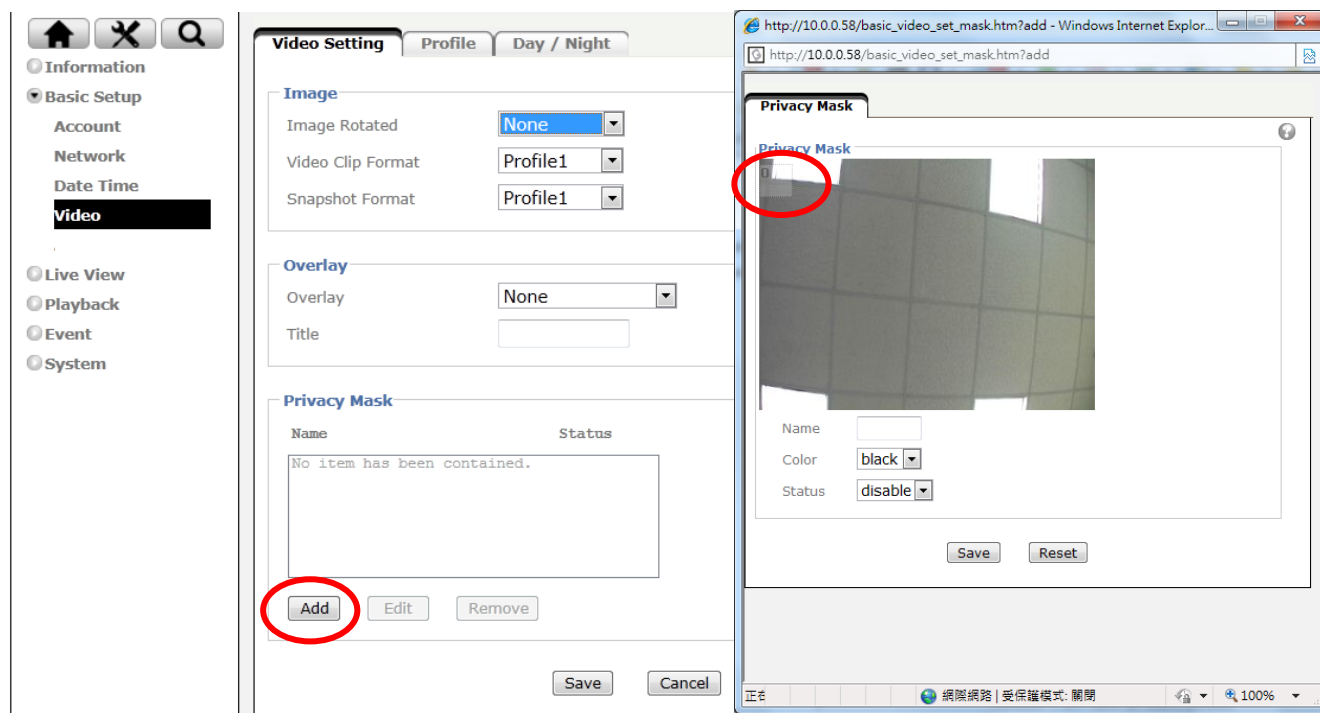 Information
Basic Setup
Account
Network
Date Time
Video
Live View
Playback
Event
System
Video Setting Profile Day / Night
Image
Image Rotated None
Video Clip Format Profile1
Snapshot Format Profile1
Overlay
Overlay None
Title
Privacy Mask
Name Status
No item has been contained.
Add Edit Remove
Save Cancel
http://10.0.0.58/basic_video_set_mask.htm?add - Windows Internet Explor...
http://10.0.0.58/basic_video_set_mask.htm?add
Privacy Mask
Privacy Mask
0
Name
Color black
Status disable
Save Reset
網際網路 | 受保護模式: 關閉 100%